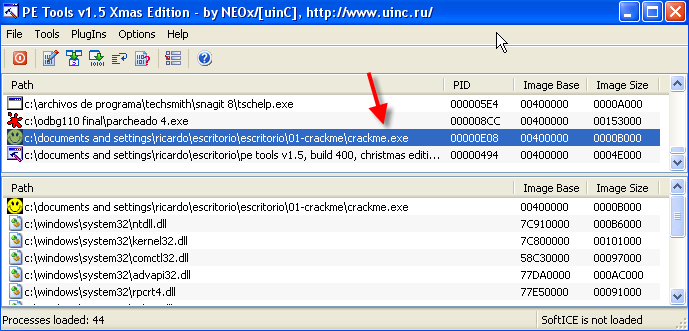 PE Tools v1.5 Xmas Edition - by NEOx/[uinC], http://www.uinc.ru/
File Tools PlugIns Options Help
Path PID Image Base Image Size
c:\archivos de programa\techsmith\snagit 8\tschelp.exe 000005E4 00400000 0000A000
c:\odbg110 final\parcheado 4.exe 000008CC 00400000 00153000
c:\documents and settings\ricardo\escritorio\escritorio\01-crackme\crackme.exe 00000E08 00400000 0000B000
c:\documents and settings\ricardo\escritorio\pe tools v1.5, build 400, christmas editi... 00000494 00400000 0004E000
Path Image Base Image Size
c:\documents and settings\ricardo\escritorio\escritorio\01-crackme\crackme.exe 00400000 0000B000
c:\windows\system32\ntdll.dll 7C910000 000B6000
c:\windows\system32\kernel32.dll 7C800000 00101000
c:\windows\system32\comctl32.dll 58C30000 00097000
c:\windows\system32\advapi32.dll 77DA0000 000AC000
c:\windows\system32\rpcrt4.dll 77E50000 00091000
Processes loaded: 44 SoftICE is not loaded